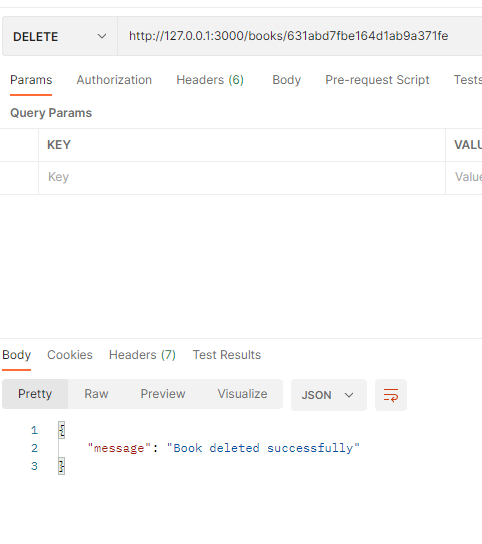 DELETE http://127.0.0.1:3000/books/631abd7fbe164d1ab9a371fe
Params Authorization Headers (6) Body Pre-request Script Tests
Query Params
KEY VALU
Key Value
Body Cookies Headers (7) Test Results
Pretty Raw Preview Visualize JSON
1 {
2 "message": "Book deleted successfully"
3 }